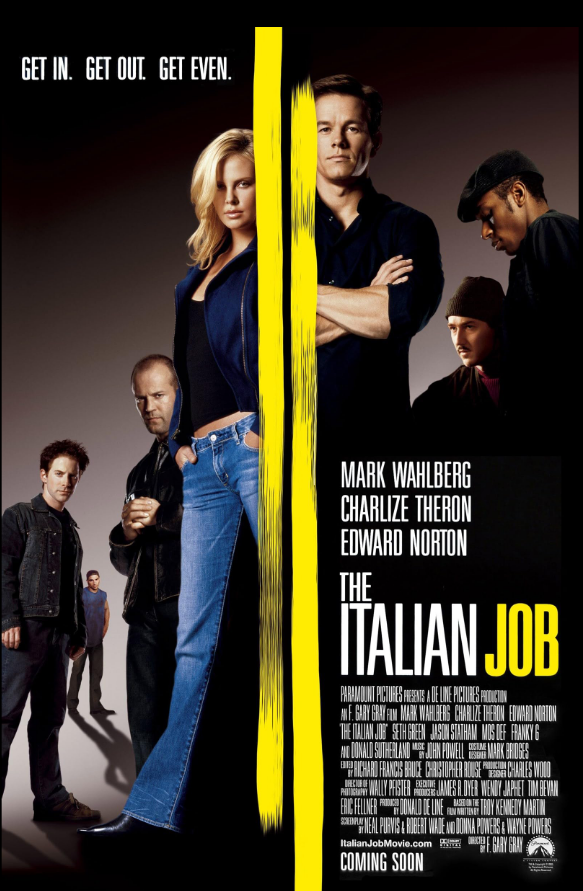 GET IN. GET OUT. GET EVEN.
MARK WAHLBERG
CHARLIZE THERON
EDWARD NORTON
THE
ITALIAN JOB
PARAMOUNT PICTURES PRESENTS A DE LINE PICTURES PRODUCTION
AN F. GARY GRAY FILM MARK WAHLBERG CHARLIZE THERON EDWARD NORTON
"THE ITALIAN JOB" SETH GREEN JASON STATHAM MOS DEF FRANKY G
AND DONALD SUTHERLAND MUSIC BY JOHN POWELL COSTUME DESIGNER MARK BRIDGES
EDITED BY RICHARD FRANCIS BRUCE CHRISTOPHER ROUSE PRODUCTION DESIGNER CHARLES WOOD
DIRECTOR OF PHOTOGRAPHY WALLY PFISTER EXECUTIVE PRODUCERS JAMES R. DYER WENDY JAPHET TIM BEVAN
ERIC FELLNER PRODUCED BY DONALD DE LINE BASED ON THE FILM WRITTEN BY TROY KENNEDY MARTIN
SCREENPLAY BY NEAL PURVIS & ROBERT WADE AND DONNA POWERS & WAYNE POWERS
ItalianJobMovie.com DOLBY DIGITAL DIRECTED BY F. GARY GRAY
COMING SOON